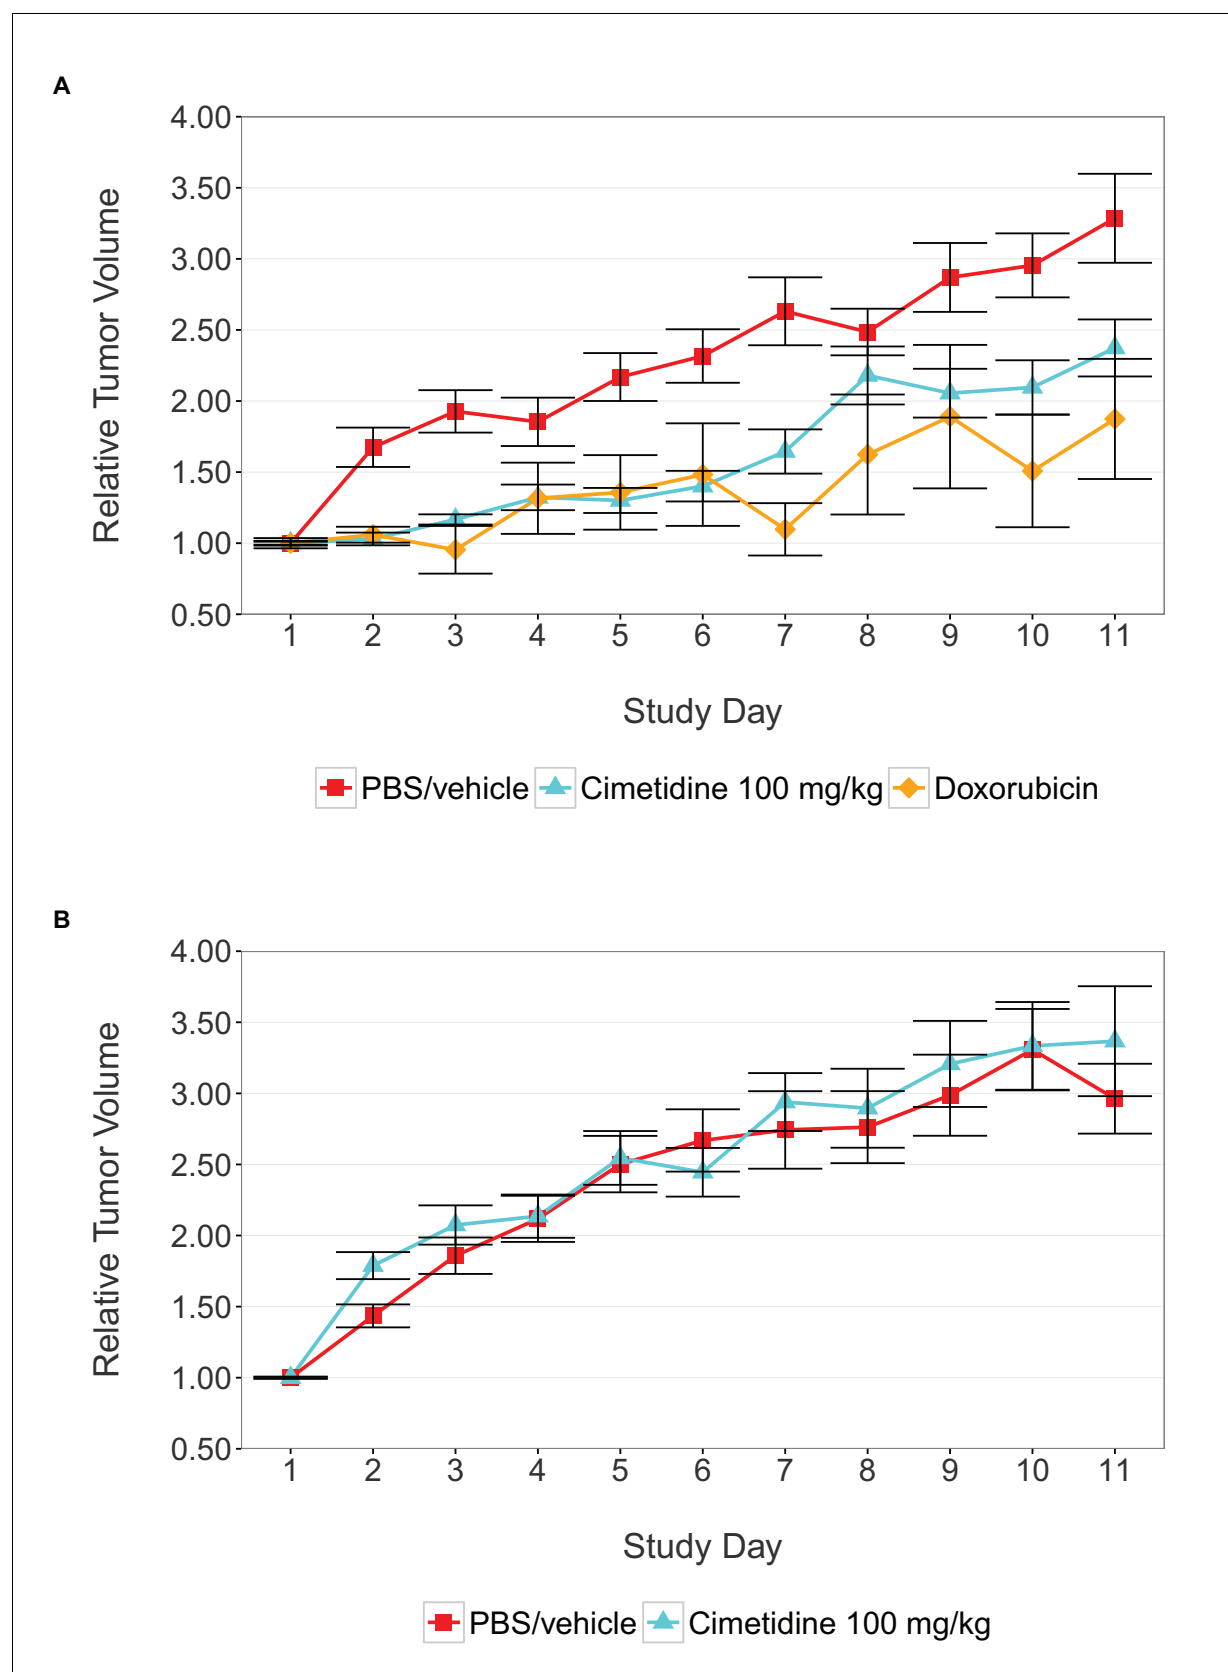 A
4.00
3.50
3.00
2.50
2.00
1.50
1.00
0.50
Relative Tumor Volume
1 2 3 4 5 6 7 8 9 10 11
Study Day
PBS/vehicle Cimetidine 100 mg/kg Doxorubicin
B
4.00
3.50
3.00
2.50
2.00
1.50
1.00
0.50
Relative Tumor Volume
1 2 3 4 5 6 7 8 9 10 11
Study Day
PBS/vehicle Cimetidine 100 mg/kg